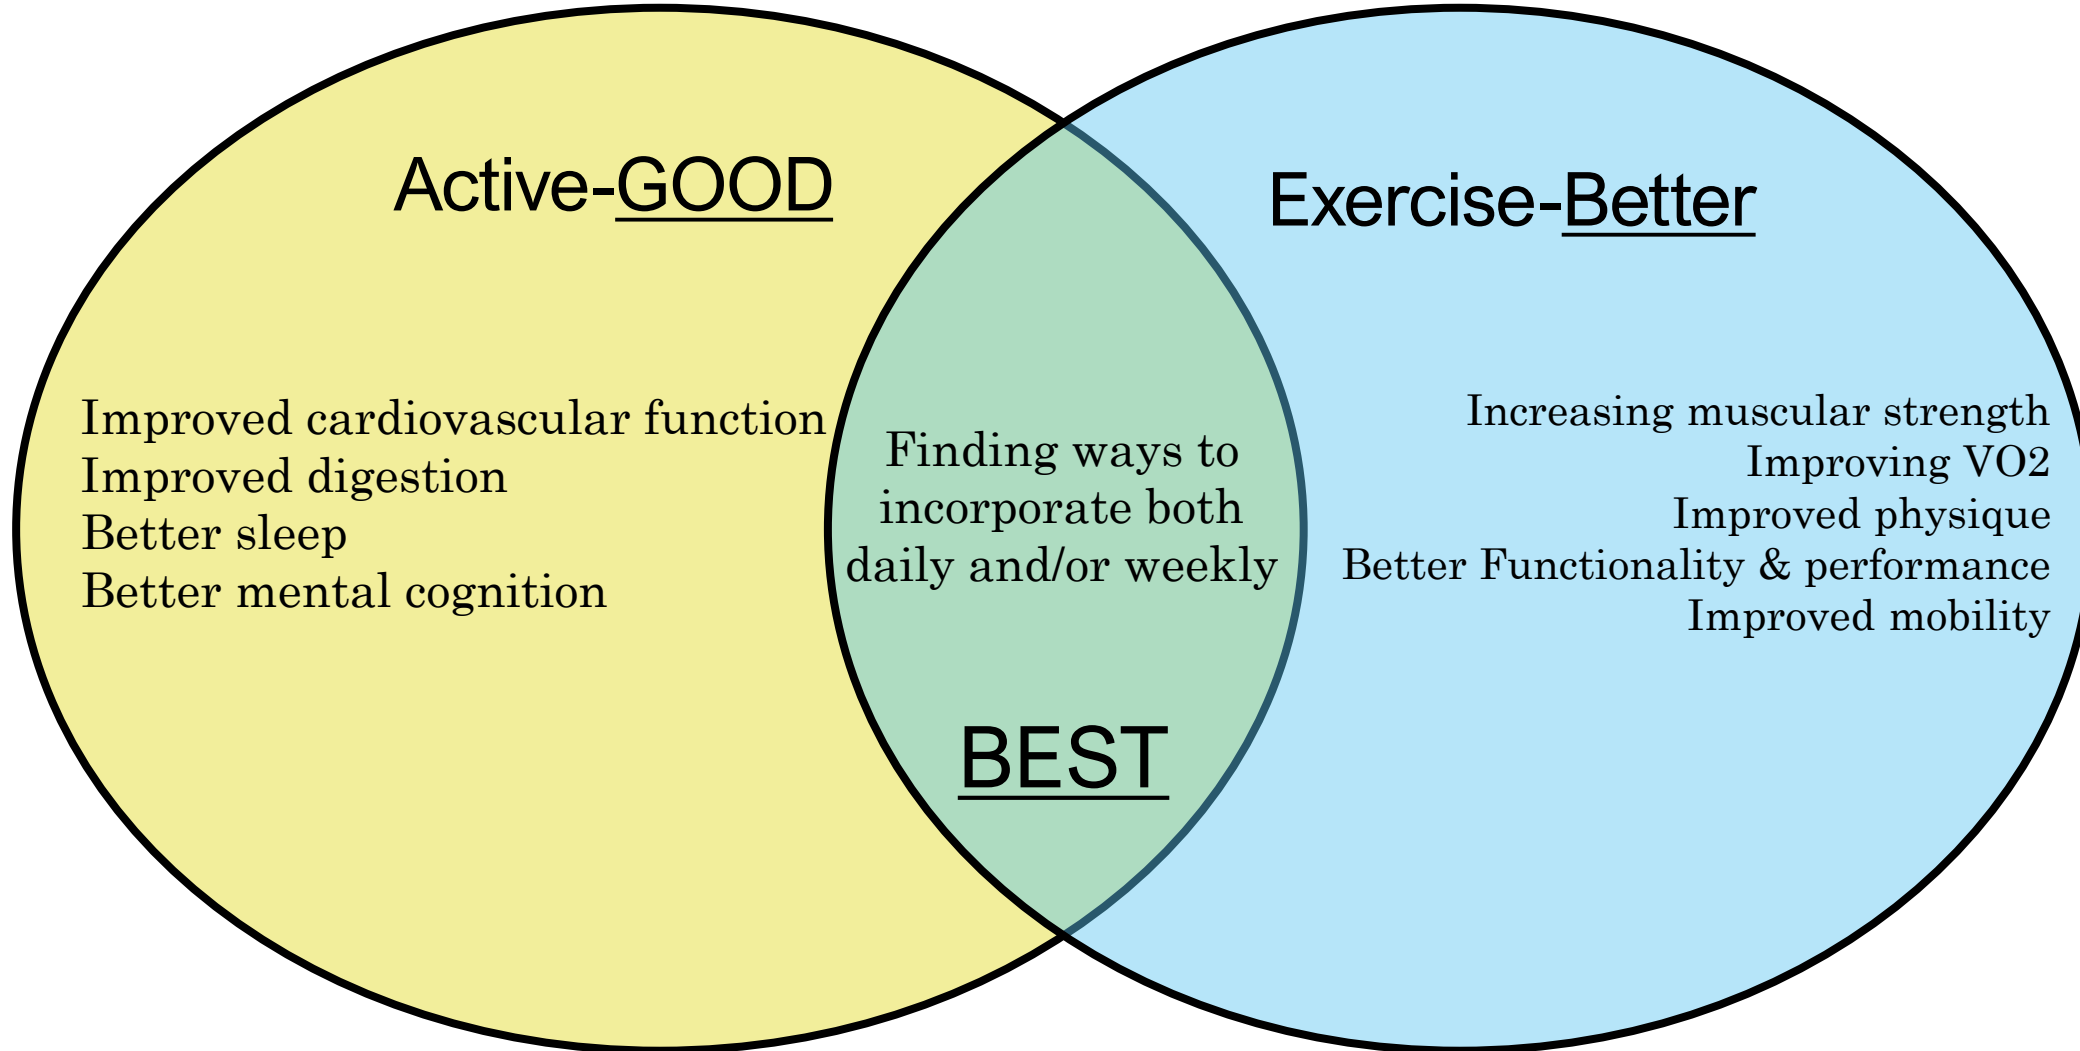 Active-GOOD
Improved cardiovascular function
Improved digestion
Better sleep
Better mental cognition
Finding ways to
incorporate both
daily and/or weekly
BEST
Exercise-Better
Increasing muscular strength
Improving VO2
Improved physique
Better Functionality & performance
Improved mobility